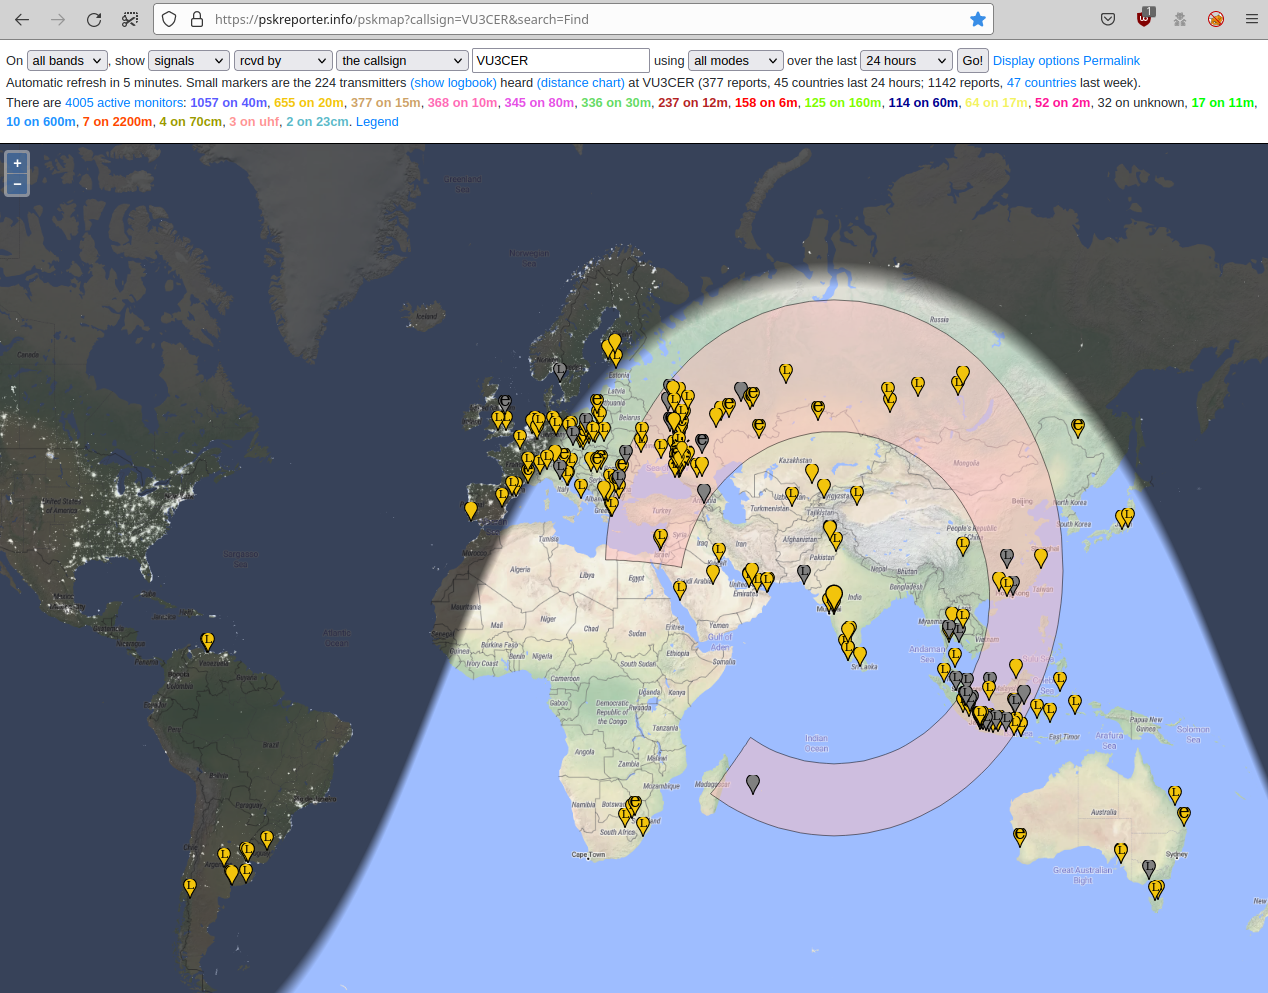 https://pskreporter.info/pskmap?callsign=VU3CER&search=Find
1
On all bands , show signals rcvd by the callsign VU3CER using all modes over the last 24 hours Go! Display options Permalink
Automatic refresh in 5 minutes. Small markers are the 224 transmitters (show logbook) heard (distance chart) at VU3CER (377 reports, 45 countries last 24 hours; 1142 reports, 47 countries last week).
There are 4005 active monitors: 1057 on 40m, 655 on 20m, 377 on 15m, 368 on 10m, 345 on 80m, 336 on 30m, 237 on 12m, 158 on 6m, 125 on 160m, 114 on 60m, 64 on 17m, 52 on 2m, 32 on unknown, 17 on 11m,
10 on 600m, 7 on 2200m, 4 on 70cm, 3 on uhf, 2 on 23cm. Legend
+
−
Greenland Sea
Norwegian Sea
Iceland
Russia
Canada
Norway
Estonia
Latvia
Belarus
Kazakhstan
Mongolia
United States of America
Italy
Turkey
Turkmenistan
Kyrgyzstan
Beijing
North Korea
South Korea
People's Republic
Tunisia
Syria
Iraq
Iran
Afghanistan
Pakistan
Nepal
Bhutan
Algeria
Libya
Egypt
Saudi Arabia
United Arab Emirates
Bangladesh
India
Taiwan
Mauritania
Mali
Niger
Chad
Sudan
Eritrea
Yemen
Gulf of Aden
Myanmar
Vietnam
Burkina Faso
Benin
Nigeria
Ivory Coast
Ethiopia
Somalia
South Sudan
Andaman Sea
Sri Lanka
Venezuela
Guyana
Colombia
Panama
Cameroon
Gabon
Uganda
Kenya
Democratic Republic of the Congo
Rwanda
Tanzania
Peru
Brazil
Bolivia
Paraguay
Angola
Zambia
Malawi
Mozambique
Madagascar
Namibia
Botswana
South Africa
Cape Town
Indian Ocean
Atlantic Ocean
Sargasso Sea
Papua New Guinea
East Timor
Arafura Sea
Solomon Sea
Australia
Sydney
Great Australian Bight
Chile
Rio de Janeiro
New